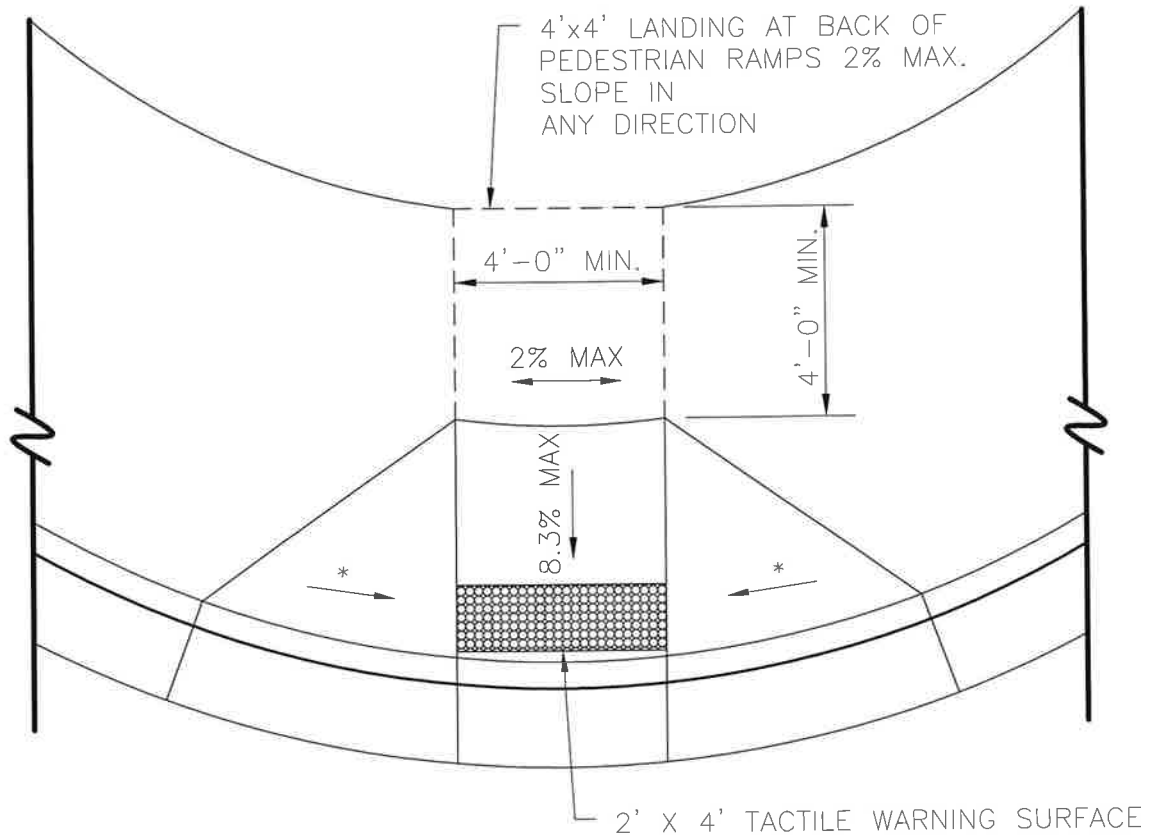 4'x4' LANDING AT BACK OF
PEDESTRIAN RAMPS 2% MAX.
SLOPE IN
ANY DIRECTION
4'-0" MIN.
4'-0" MIN.
2% MAX
8.3% MAX
*
*
2' X 4' TACTILE WARNING SURFACE